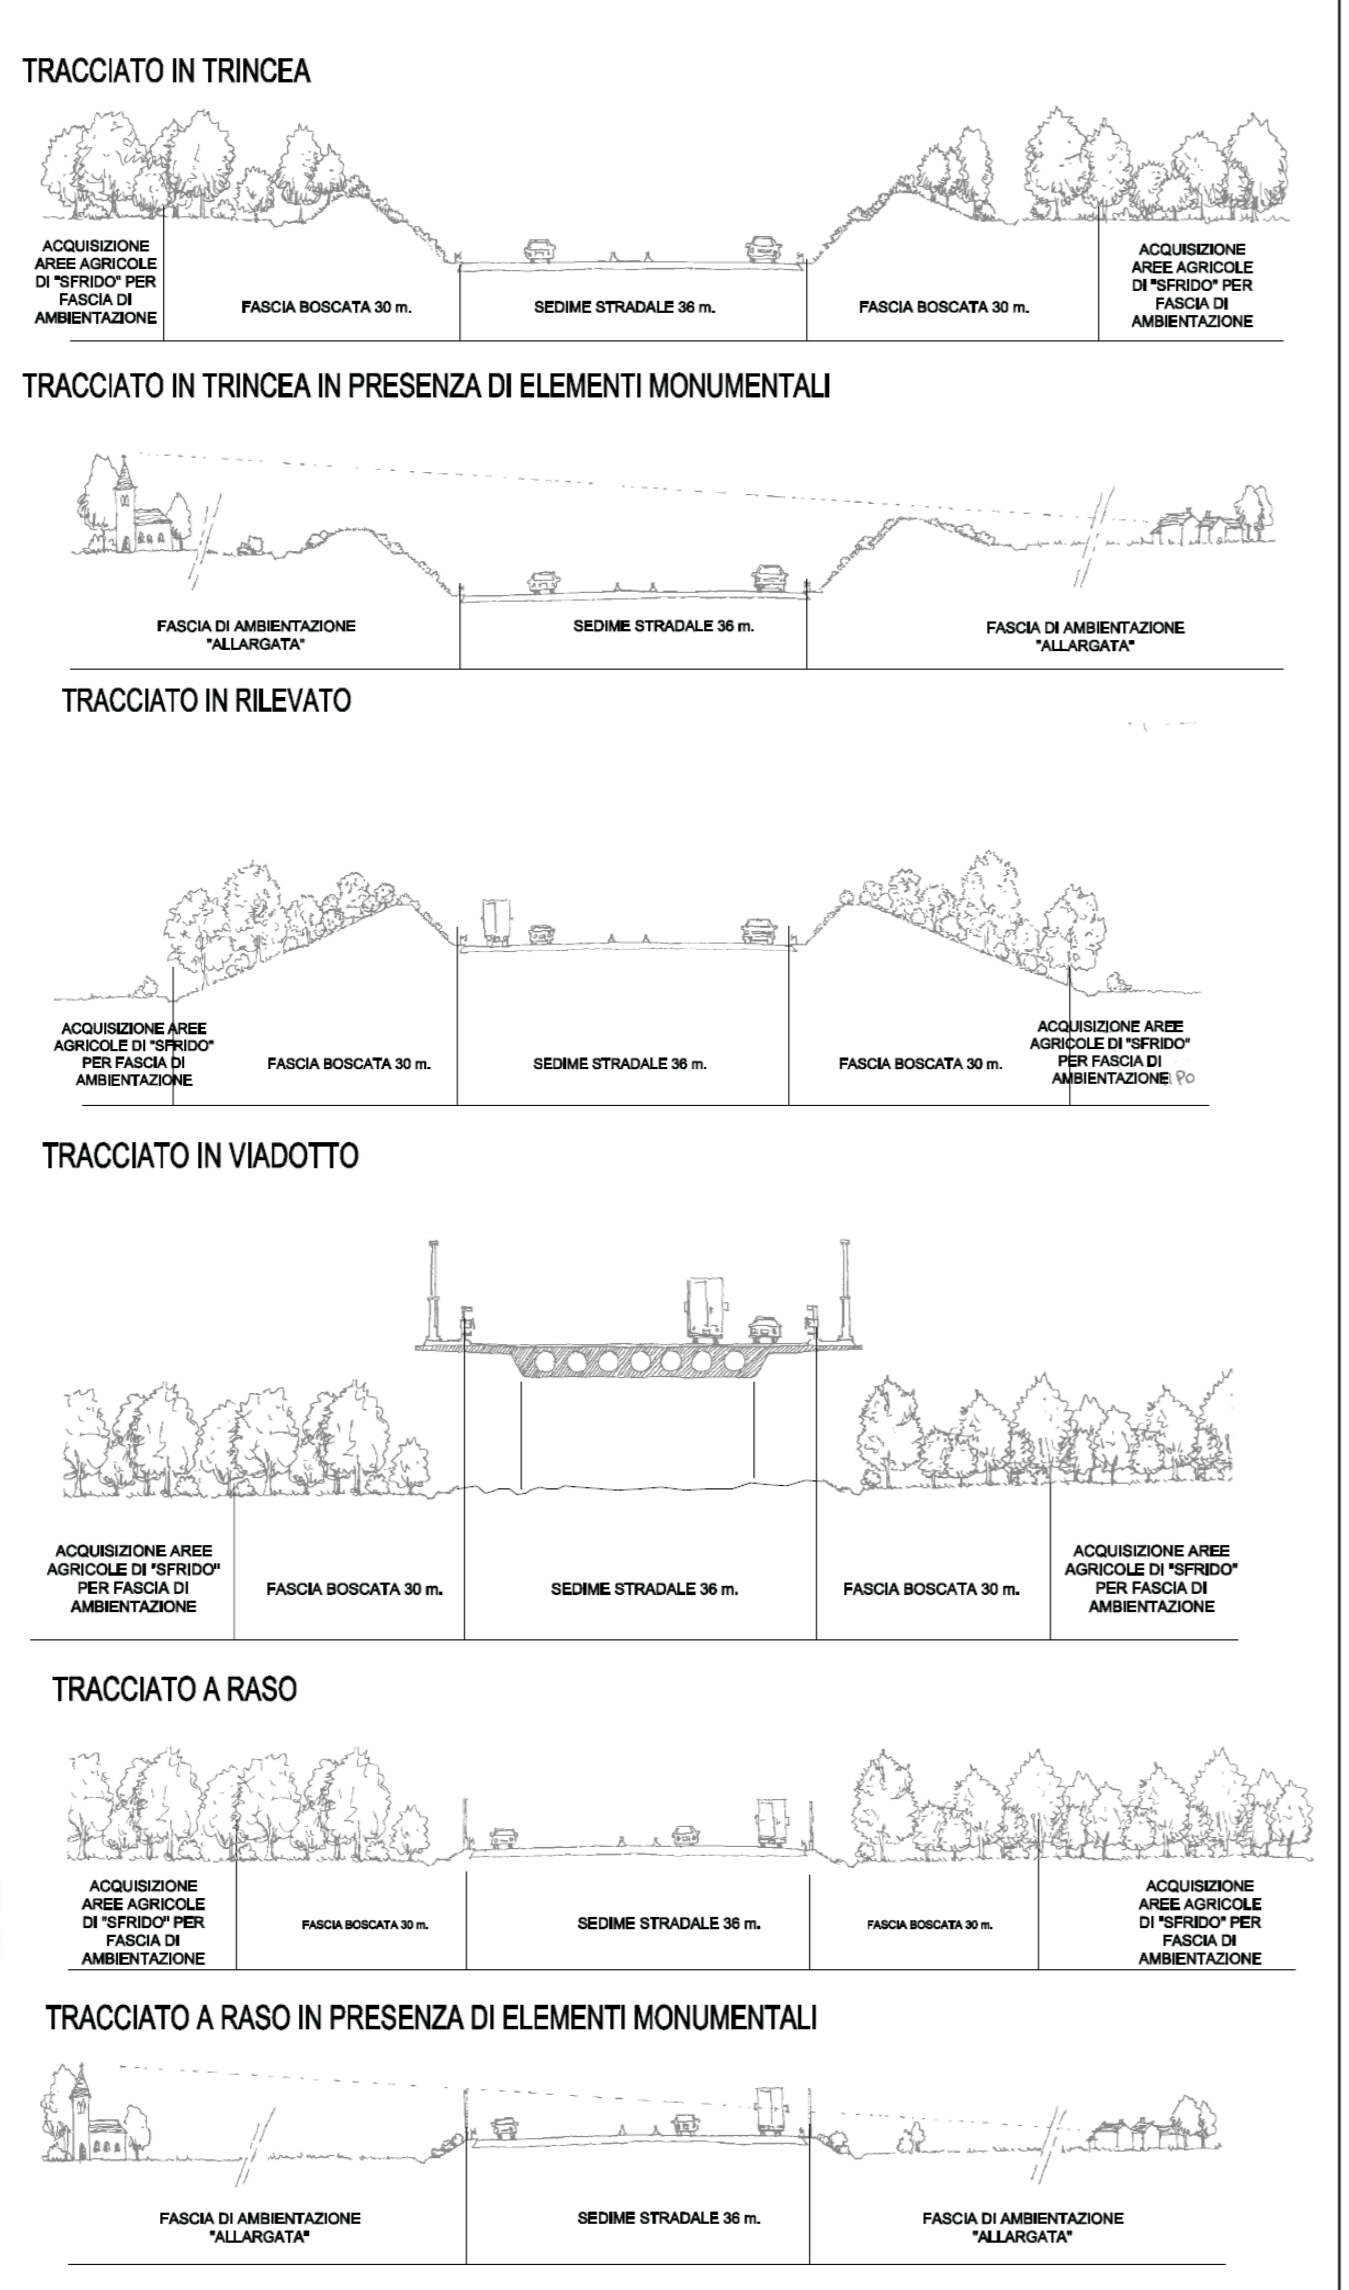 TRACCIATO IN TRINCEA
ACQUISIZIONE
AREE AGRICOLE
DI "SFRIDO" PER
FASCIA DI
AMBIENTAZIONE
FASCIA BOSCATA 30 m.
SEDIME STRADALE 36 m.
FASCIA BOSCATA 30 m.
ACQUISIZIONE
AREE AGRICOLE
DI "SFRIDO" PER
FASCIA DI
AMBIENTAZIONE
TRACCIATO IN TRINCEA IN PRESENZA DI ELEMENTI MONUMENTALI
FASCIA DI AMBIENTAZIONE
"ALLARGATA"
SEDIME STRADALE 36 m.
FASCIA DI AMBIENTAZIONE
"ALLARGATA"
TRACCIATO IN RILEVATO
ACQUISIZIONE AREE
AGRICOLE DI "SFRIDO"
PER FASCIA DI
AMBIENTAZIONE
FASCIA BOSCATA 30 m.
SEDIME STRADALE 36 m.
FASCIA BOSCATA 30 m.
ACQUISIZIONE AREE
AGRICOLE DI "SFRIDO"
PER FASCIA DI
AMBIENTAZIONE
TRACCIATO IN VIADOTTO
ACQUISIZIONE AREE
AGRICOLE DI "SFRIDO"
PER FASCIA DI
AMBIENTAZIONE
FASCIA BOSCATA 30 m.
SEDIME STRADALE 36 m.
FASCIA BOSCATA 30 m.
ACQUISIZIONE AREE
AGRICOLE DI "SFRIDO"
PER FASCIA DI
AMBIENTAZIONE
TRACCIATO A RASO
ACQUISIZIONE
AREE AGRICOLE
DI "SFRIDO" PER
FASCIA DI
AMBIENTAZIONE
FASCIA BOSCATA 30 m.
SEDIME STRADALE 36 m.
FASCIA BOSCATA 30 m.
ACQUISIZIONE
AREE AGRICOLE
DI "SFRIDO" PER
FASCIA DI
AMBIENTAZIONE
TRACCIATO A RASO IN PRESENZA DI ELEMENTI MONUMENTALI
FASCIA DI AMBIENTAZIONE
"ALLARGATA"
SEDIME STRADALE 36 m.
FASCIA DI AMBIENTAZIONE
"ALLARGATA"